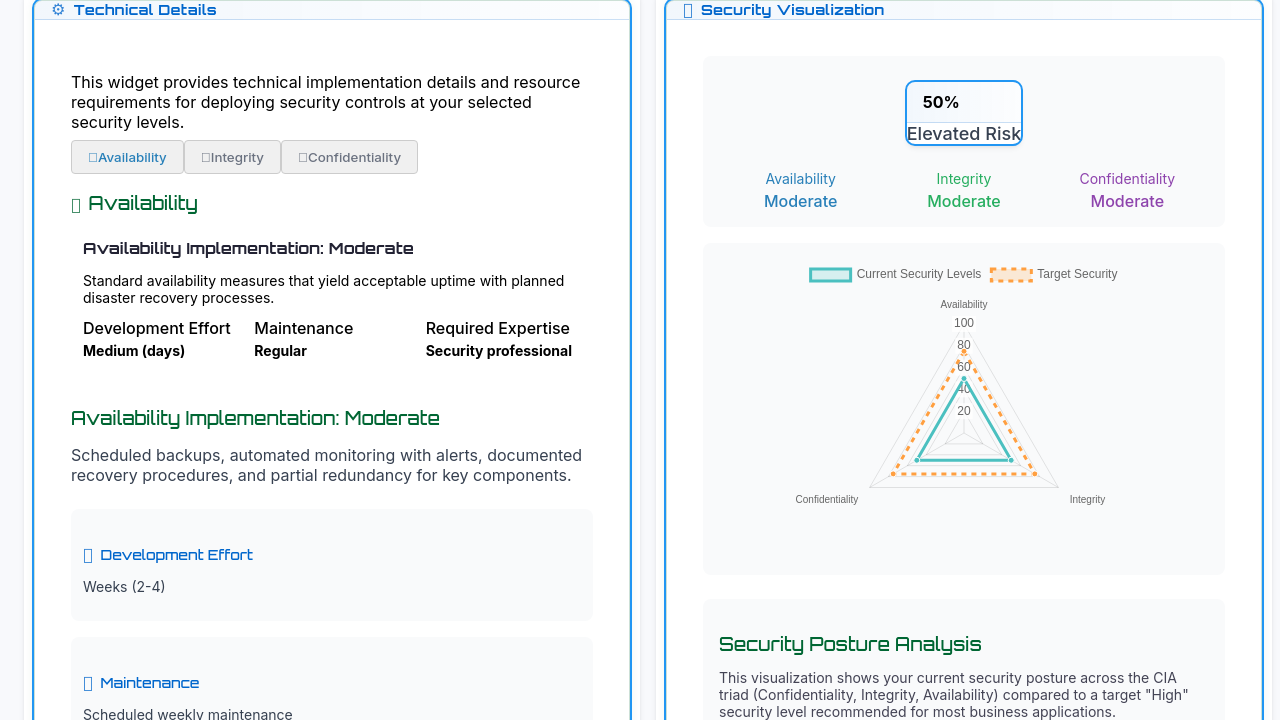 Technical Details
This widget provides technical implementation details and resource
requirements for deploying security controls at your selected
security levels.
Availability
Integrity
Confidentiality
Availability
Availability Implementation: Moderate
Standard availability measures that yield acceptable uptime with planned
disaster recovery processes.
Development Effort
Medium (days)
Maintenance
Regular
Required Expertise
Security professional
Availability Implementation: Moderate
Scheduled backups, automated monitoring with alerts, documented
recovery procedures, and partial redundancy for key components.
Development Effort
Weeks (2-4)
Maintenance
Scheduled weekly maintenance
Security Visualization
50%
Elevated Risk
Availability
Moderate
Integrity
Moderate
Confidentiality
Moderate
Current Security Levels
Target Security
Availability
100
80
60
40
20
Confidentiality
Integrity
Security Posture Analysis
This visualization shows your current security posture across the CIA
triad (Confidentiality, Integrity, Availability) compared to a target "High"
security level recommended for most business applications.